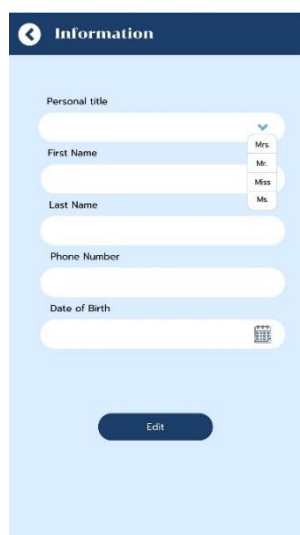 Information
Personal title
Mrs.
First Name
Mr.
Miss
Last Name
Ms.
Phone Number
Date of Birth
Edit